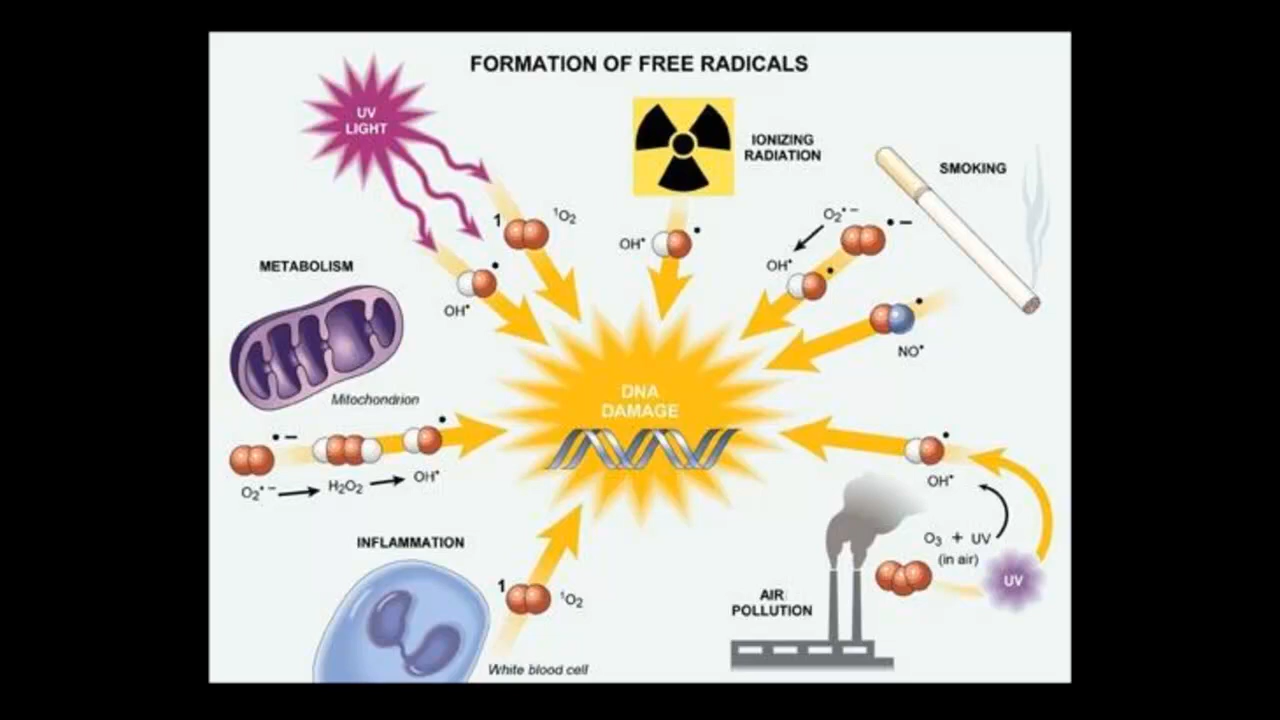 FORMATION OF FREE RADICALS
UV
LIGHT
IONIZING
RADIATION
SMOKING
1
¹O₂
OH•
OH•
O₂•−
• −
OH•
NO•
METABOLISM
Mitochondrion
DNA
DAMAGE
• −
O₂•−
H₂O₂
OH•
OH•
O₃ + UV
(in air)
UV
INFLAMMATION
1
¹O₂
White blood cell
AIR
POLLUTION